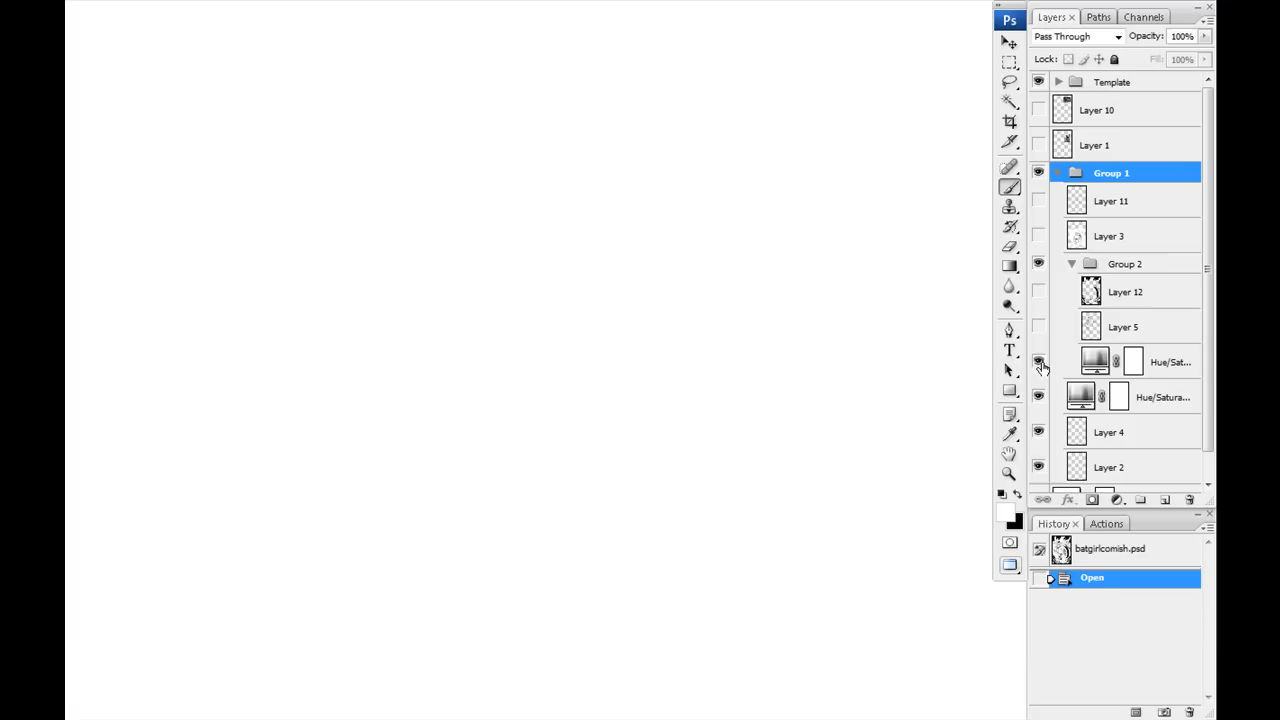 Ps
Layers × Paths Channels
Pass Through Opacity: 100%
Lock: Fill: 100%
Template
Layer 10
Layer 1
Group 1
Layer 11
Layer 3
Group 2
Layer 12
Layer 5
Hue/Sat...
Hue/Satura...
Layer 4
Layer 2
fx
History × Actions
batgirlcomish.psd
Open